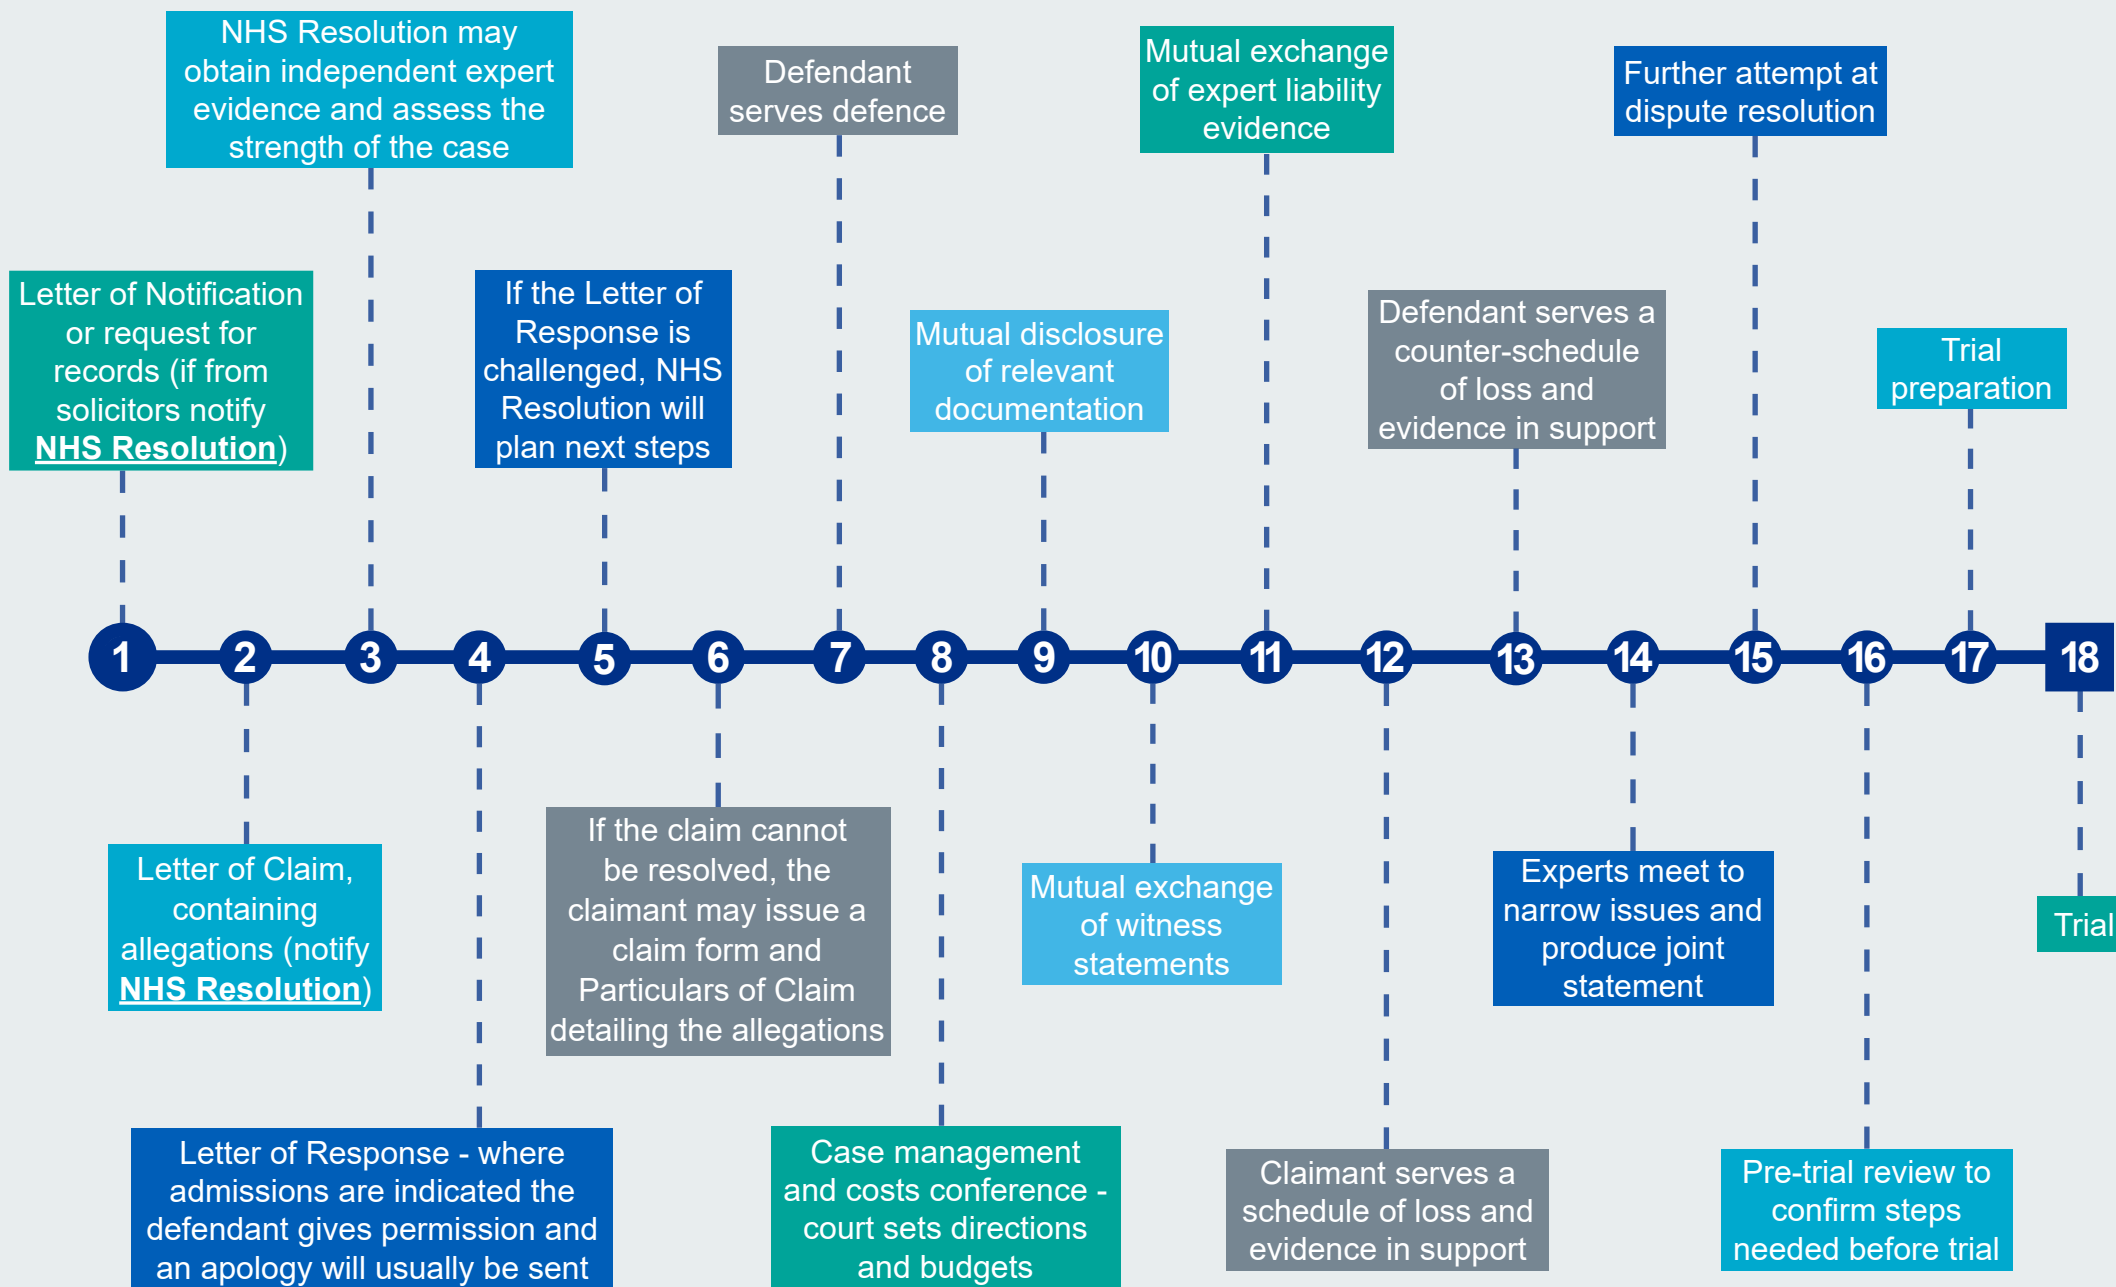 NHS Resolution may
obtain independent expert
evidence and assess the
strength of the case
Defendant
serves defence
Mutual exchange
of expert liability
evidence
Further attempt at
dispute resolution
Letter of Notification
or request for
records (if from
solicitors notify
NHS Resolution)
If the Letter of
Response is
challenged, NHS
Resolution will
plan next steps
Mutual disclosure
of relevant
documentation
Defendant serves a
counter-schedule
of loss and
evidence in support
Trial
preparation
1 2 3 4 5 6 7 8 9 10 11 12 13 14 15 16 17 18
Letter of Claim,
containing
allegations (notify
NHS Resolution)
If the claim cannot
be resolved, the
claimant may issue a
claim form and
Particulars of Claim
detailing the allegations
Mutual exchange
of witness
statements
Experts meet to
narrow issues and
produce joint
statement
Trial
Letter of Response - where
admissions are indicated the
defendant gives permission and
an apology will usually be sent
Case management
and costs conference -
court sets directions
and budgets
Claimant serves a
schedule of loss and
evidence in support
Pre-trial review to
confirm steps
needed before trial